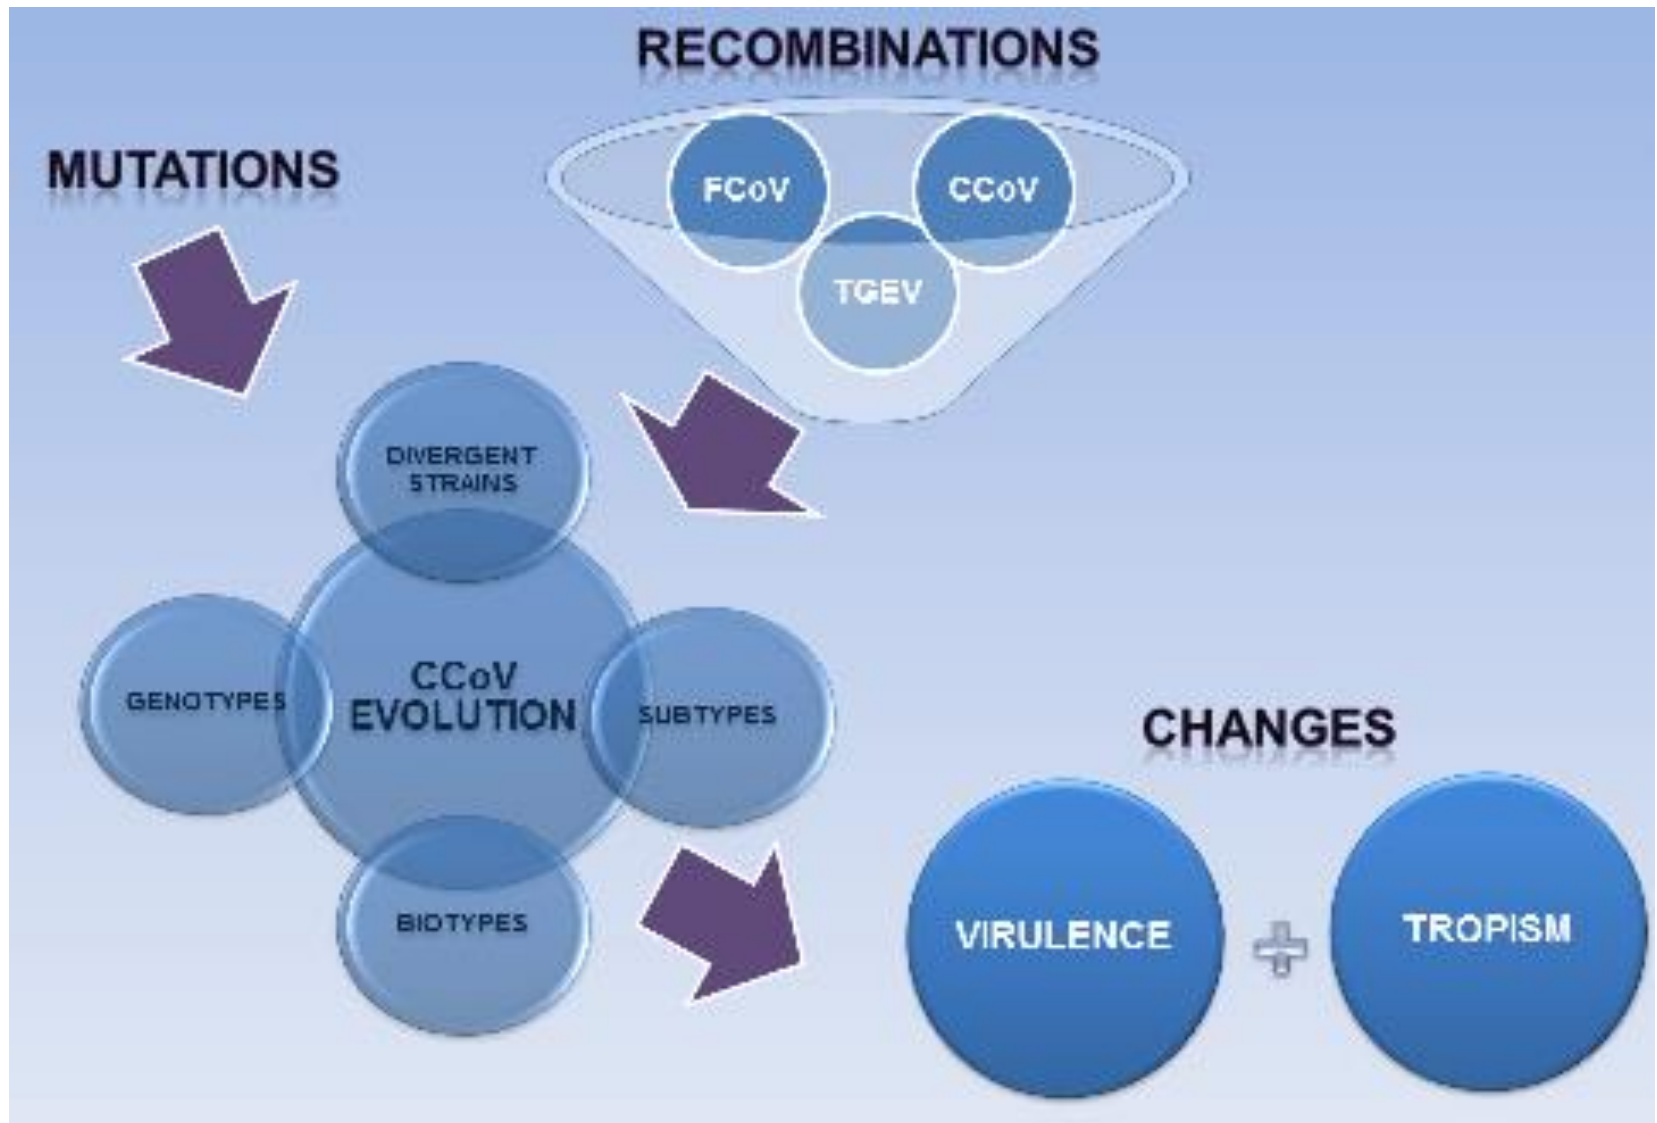 RECOMBINATIONS
MUTATIONS
FCoV
CCoV
TGEV
DIVERGENT
STRAINS
GENOTYPES
CCoV
EVOLUTION
SUBTYPES
BIOTYPES
CHANGES
VIRULENCE
TROPISM